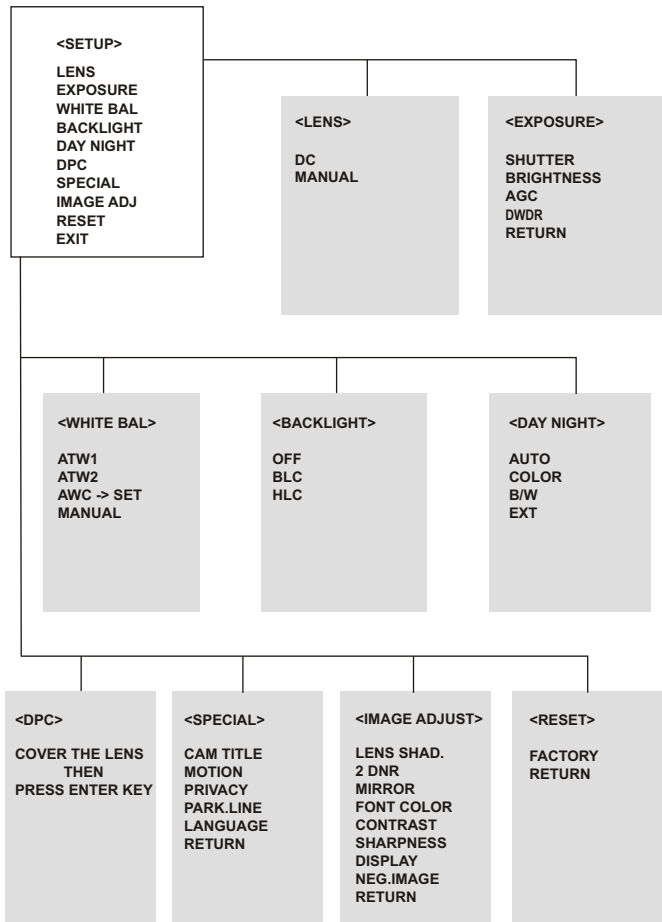 <SETUP>
LENS
EXPOSURE
WHITE BAL
BACKLIGHT
DAY NIGHT
DPC
SPECIAL
IMAGE ADJ
RESET
EXIT
<LENS>
DC
MANUAL
<EXPOSURE>
SHUTTER
BRIGHTNESS
AGC
DWDR
RETURN
<WHITE BAL>
ATW1
ATW2
AWC -> SET
MANUAL
<BACKLIGHT>
OFF
BLC
HLC
<DAY NIGHT>
AUTO
COLOR
B/W
EXT
<DPC>
COVER THE LENS
THEN
PRESS ENTER KEY
<SPECIAL>
CAM TITLE
MOTION
PRIVACY
PARK.LINE
LANGUAGE
RETURN
<IMAGE ADJUST>
LENS SHAD.
2 DNR
MIRROR
FONT COLOR
CONTRAST
SHARPNESS
DISPLAY
NEG.IMAGE
RETURN
<RESET>
FACTORY
RETURN